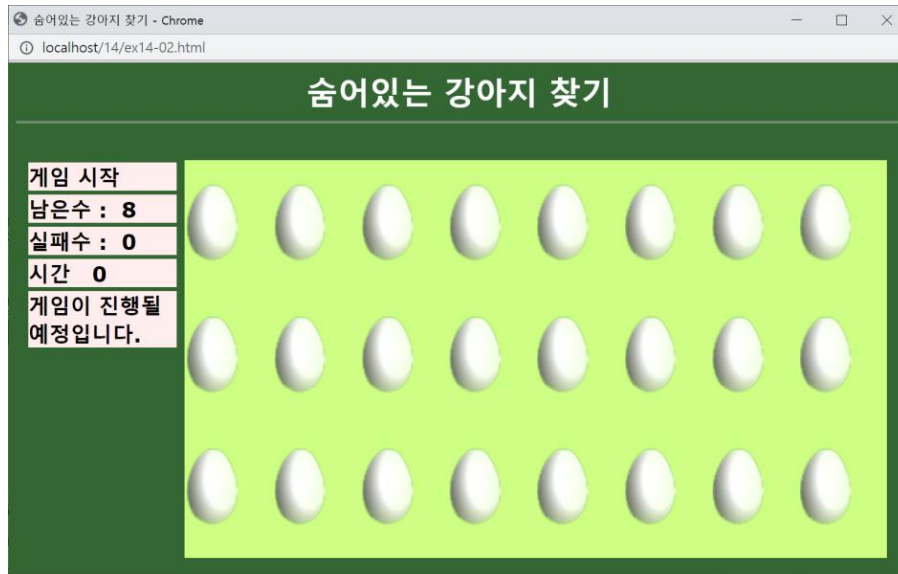 숨어있는 강아지 찾기 - Chrome
localhost/14/ex14-02.html
숨어있는 강아지 찾기
게임 시작
남은수 : 8
실패수 : 0
시간 0
게임이 진행될
예정입니다.